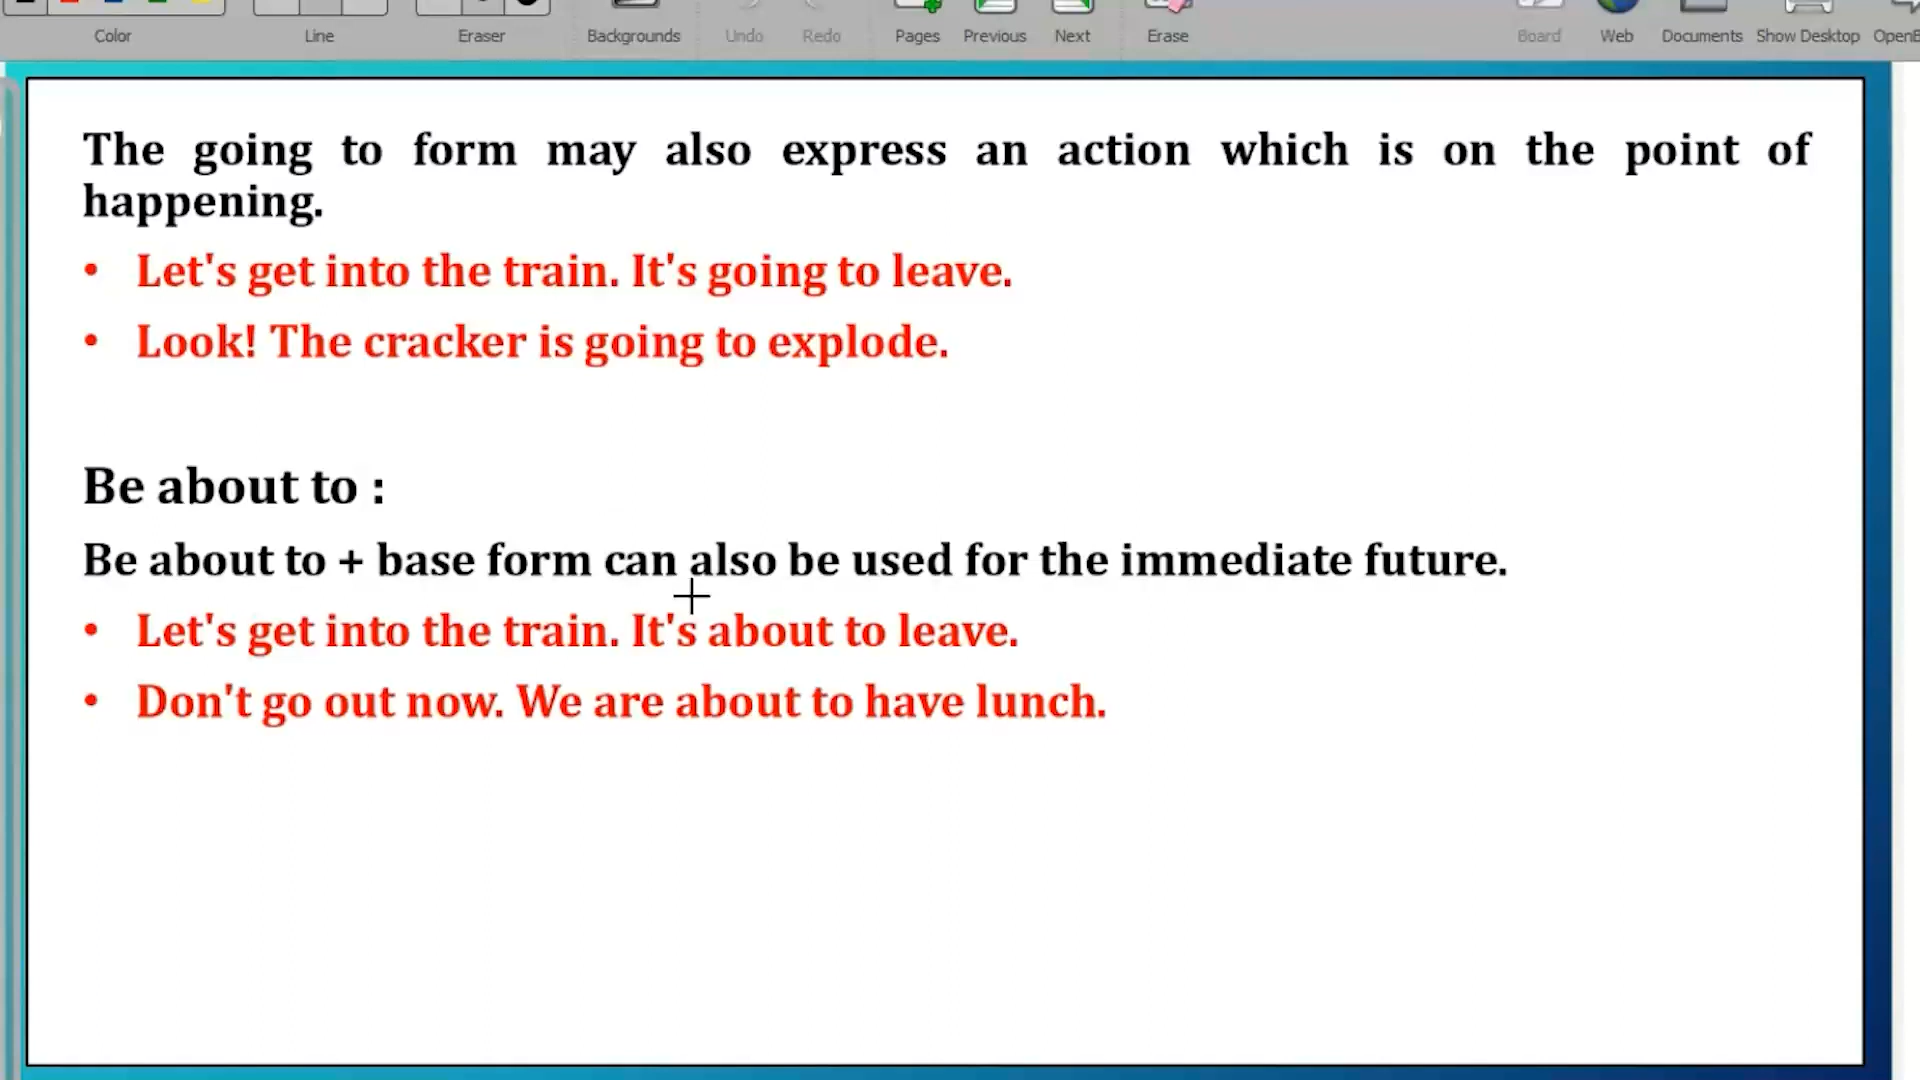 Color Line Eraser Backgrounds Undo Redo Pages Previous Next Erase Board Web Documents Show Desktop
The going to form may also express an action which is on the point of
happening.
• Let's get into the train. It's going to leave.
• Look! The cracker is going to explode.
Be about to :
Be about to + base form can also be used for the immediate future.
• Let's get into the train. It's about to leave.
• Don't go out now. We are about to have lunch.